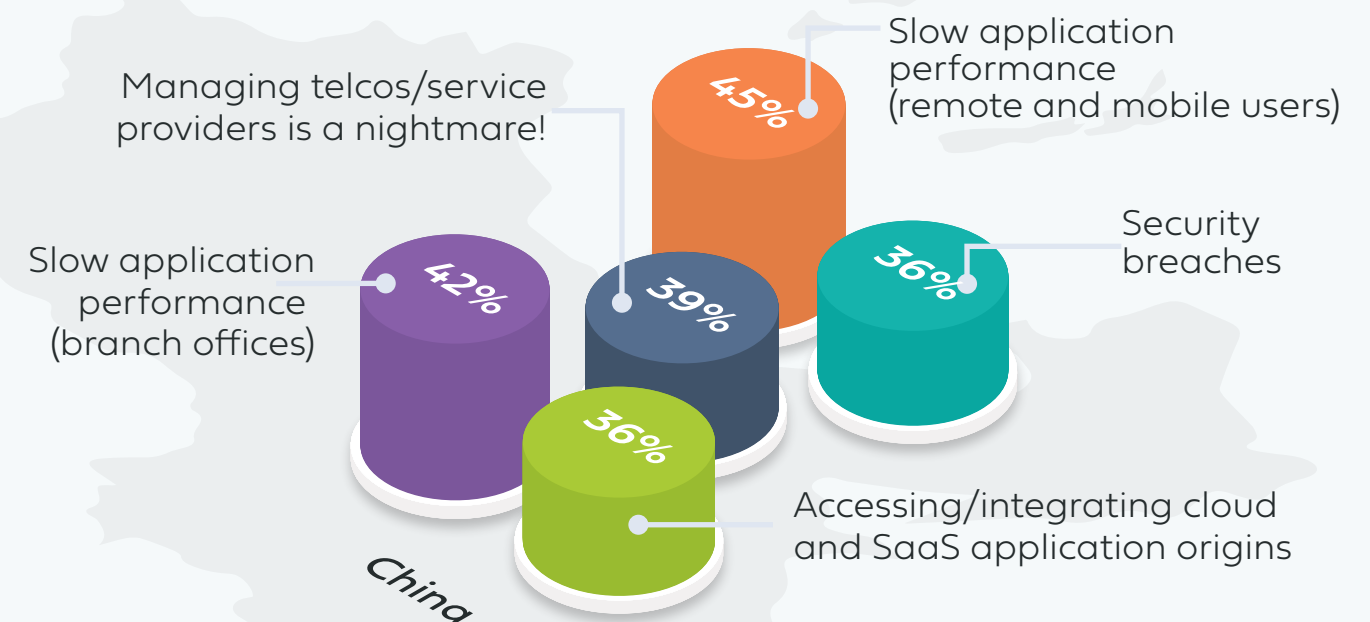 Slow application
performance
(remote and mobile users)
45%
Managing telcos/service
providers is a nightmare!
39%
Security
breaches
36%
Slow application
performance
(branch offices)
42%
36%
Accessing/integrating cloud
and SaaS application origins
China